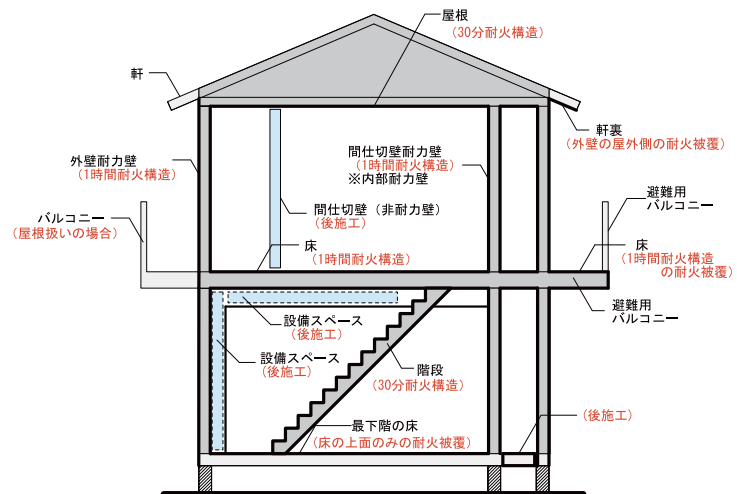 屋根
(30分耐火構造)
軒
軒裏
(外壁の屋外側の耐火被覆)
外壁耐力壁
(1時間耐火構造)
間仕切壁耐力壁
(1時間耐火構造)
※内部耐力壁
間仕切壁(非耐力壁)
(後施工)
避難用
バルコニー
バルコニー
(屋根扱いの場合)
床
(1時間耐火構造)
床
(1時間耐火構造
の耐火被覆)
設備スペース
(後施工)
避難用
バルコニー
設備スペース
(後施工)
階段
(30分耐火構造)
最下階の床
(床の上面のみの耐火被覆)
(後施工)